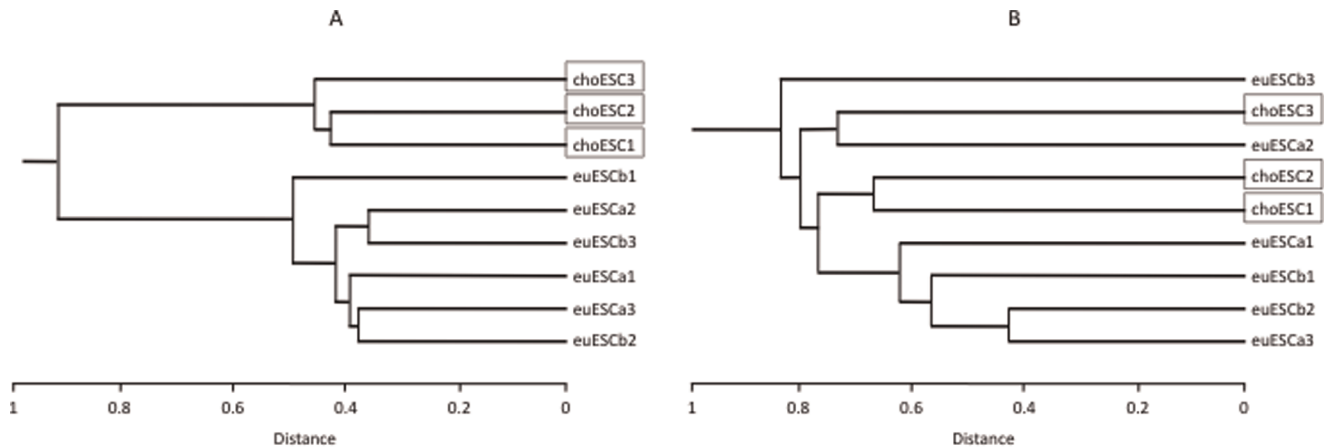 A
choESC3
choESC2
choESC1
euESCb1
euESCa2
euESCb3
euESCa1
euESCa3
euESCb2
1 0.8 0.6 0.4 0.2 0
Distance
B
euESCb3
choESC3
euESCa2
choESC2
choESC1
euESCa1
euESCb1
euESCb2
euESCa3
1 0.8 0.6 0.4 0.2 0
Distance